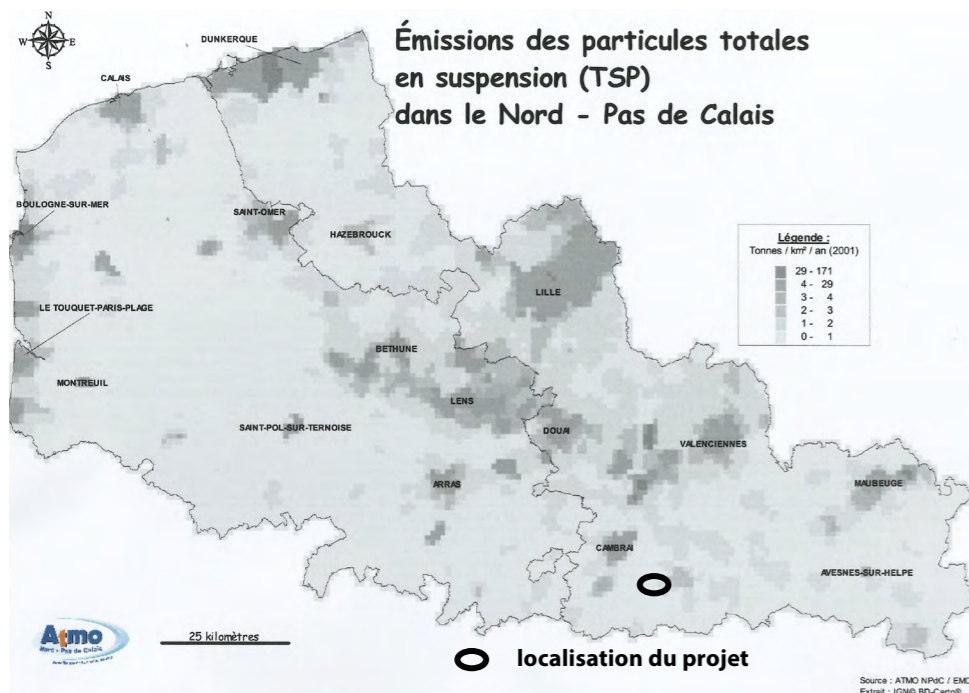 N
W E
S
Émissions des particules totales
en suspension (TSP)
dans le Nord - Pas de Calais
DUNKERQUE
CALAIS
BOULOGNE-SUR-MER
SAINT-OMER
HAZEBROUCK
LILLE
LE TOUQUET-PARIS-PLAGE
BETHUNE
MONTREUIL
LENS
SAINT-POL-SUR-TERNOISE
DOUAI
VALENCIENNES
ARRAS
MAUBEUGE
CAMBRAI
AVESNES-SUR-HELPE
Légende :
Tonnes / km² / an (2001)
29 - 171
4 - 29
3 - 4
2 - 3
1 - 2
0 - 1
Atmo
Nord - Pas de Calais
25 kilomètres
localisation du projet
Source : ATMO NPdC / EMD
Extrait : IGN© BD-Carto®